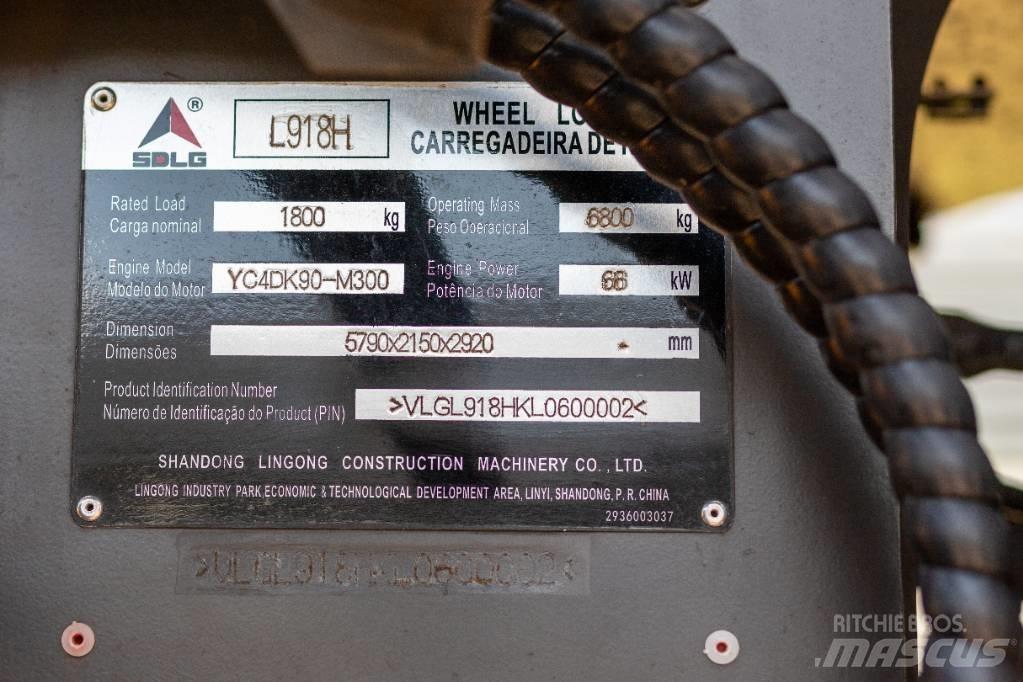 SDLG ®
L918H
WHEEL
CARREGADEIRA DE
Rated Load
Carga nominal
1800 kg
Operating Mass
Peso Operacional
6800 kg
Engine Model
Modelo do Motor
YC4DK90-M300
Engine Power
Potência do Motor
kW
Dimension
Dimensões
5790x2150x2920 mm
Product Identification Number
Número de Identificação do Product (PIN)
>VLGL918HKL0600002<
SHANDONG LINGONG CONSTRUCTION MACHINERY CO., LTD.
LINGONG INDUSTRY PARK,ECONOMIC & TECHNOLOGICAL DEVELOPMENT AREA, LINYI, SHANDONG, P. R. CHINA
2936003037
>VLGL918HKL0600002<
RITCHIE BROS.
MASCUS